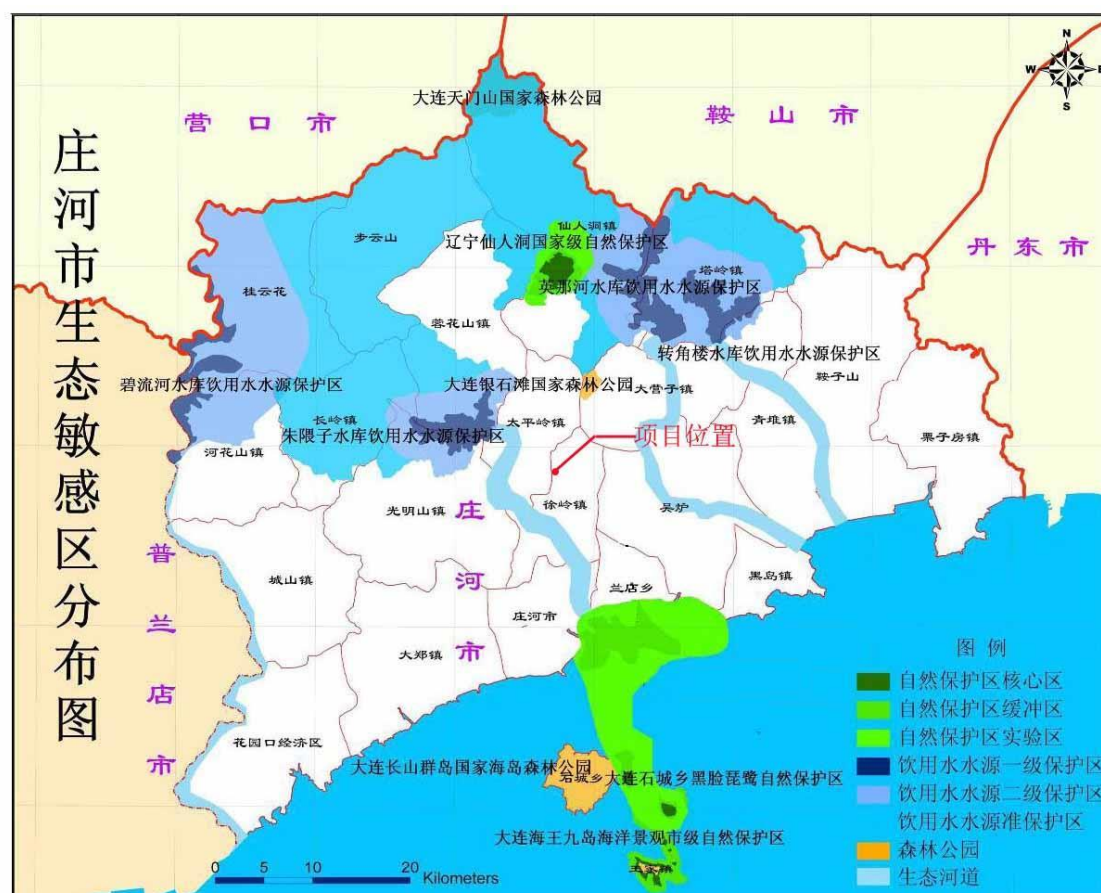 庄河市生态敏感区分布图
N
W
E
S
营口市
鞍山市
丹东市
普兰店市
庄河市
大连天门山国家森林公园
仙人洞镇
步云山
辽宁仙人洞国家级自然保护区
塔岭镇
桂云花
英那河水库饮用水水源保护区
蓉花山镇
转角楼水库饮用水水源保护区
碧流河水库饮用水水源保护区
大连银石滩国家森林公园
大营子镇
鞍子山
长岭镇
太平岭镇
青堆镇
朱隈子水库饮用水水源保护区
项目位置
栗子房镇
河花山镇
光明山镇
徐岭镇
吴炉
城山镇
兰店乡
黑岛镇
庄河市
大郑镇
花园口经济区
大连长山群岛国家海岛森林公园
石城乡
大连石城乡黑脸琵鹭自然保护区
大连海王九岛海洋景观市级自然保护区
王家镇
图例
自然保护区核心区
自然保护区缓冲区
自然保护区实验区
饮用水水源一级保护区
饮用水水源二级保护区
饮用水水源准保护区
森林公园
生态河道
0 5 10 20
Kilometers